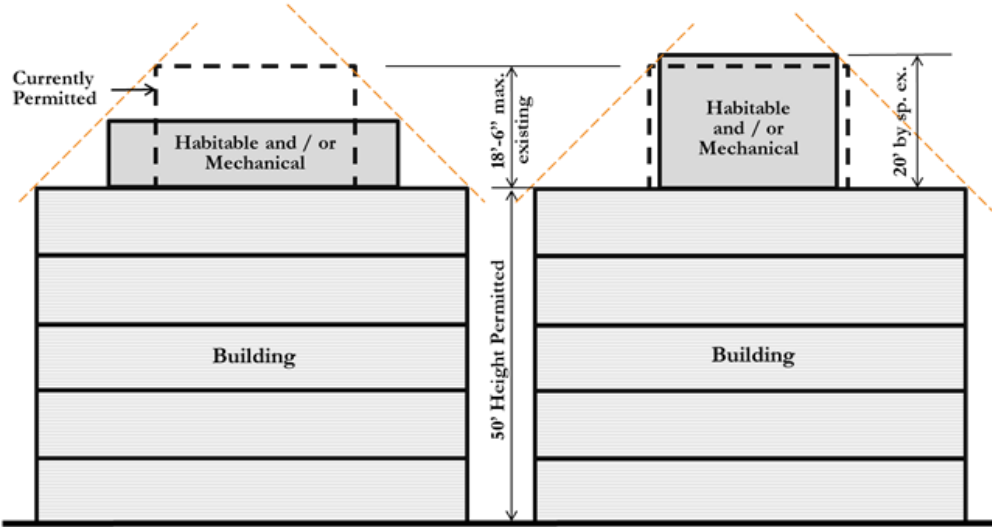 Currently
Permitted
Habitable and / or
Mechanical
Building
18'-6" max.
existing
50' Height Permitted
Habitable
and / or
Mechanical
20' by sp. ex.
Building